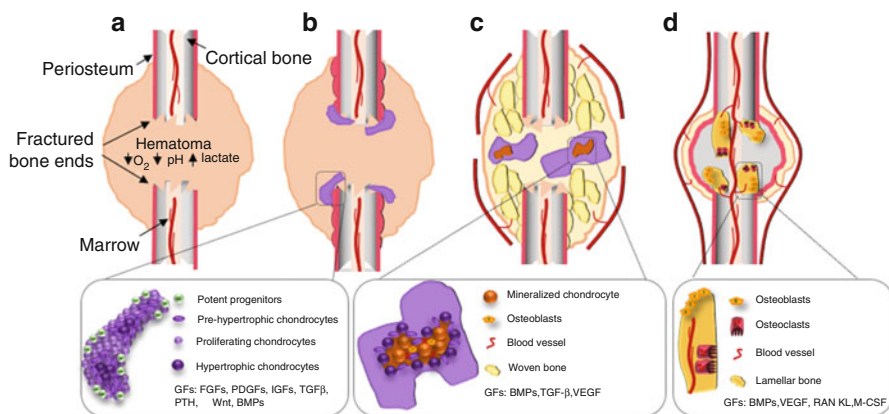 a
b
c
d
Periosteum
Cortical bone
Fractured
bone ends
Hematoma
O2 pH lactate
Marrow
Potent progenitors
Pre-hypertrophic chondrocytes
Proliferating chondrocytes
Hypertrophic chondrocytes
GFs: FGFs, PDGFs, IGFs, TGFβ,
PTH, Wnt, BMPs
Mineralized chondrocyte
Osteoblasts
Blood vessel
Woven bone
GFs: BMPs,TGF-β,VEGF
Osteoblasts
Osteoclasts
Blood vessel
Lamellar bone
GFs: BMPs,VEGF, RAN KL,M-CSF